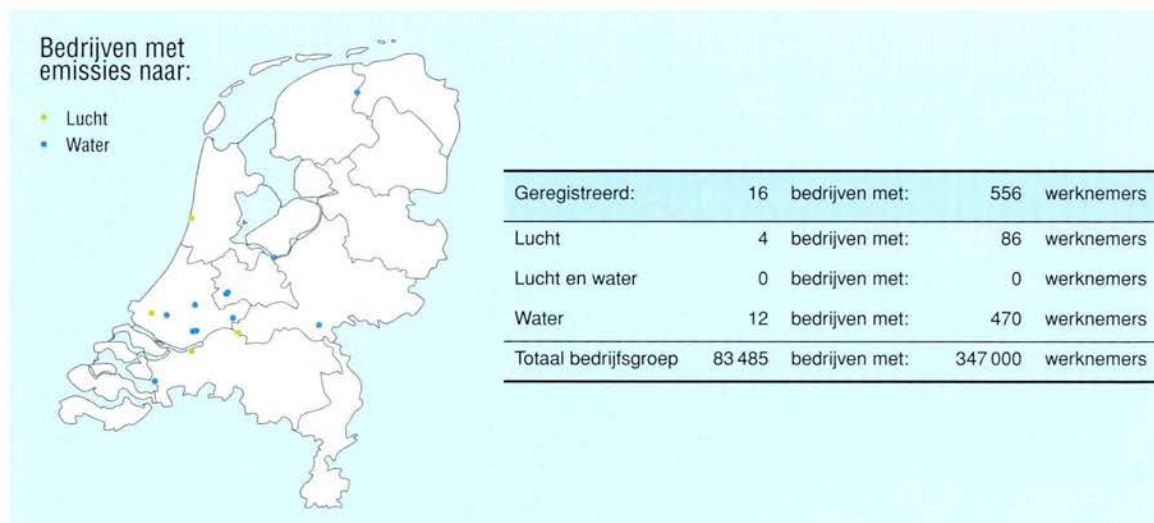 Bedrijven met
emissies naar:
Lucht
Water
Geregistreerd: 16 bedrijven met: 556 werknemers
Lucht 4 bedrijven met: 86 werknemers
Lucht en water 0 bedrijven met: 0 werknemers
Water 12 bedrijven met: 470 werknemers
Totaal bedrijfsgroep 83 485 bedrijven met: 347 000 werknemers